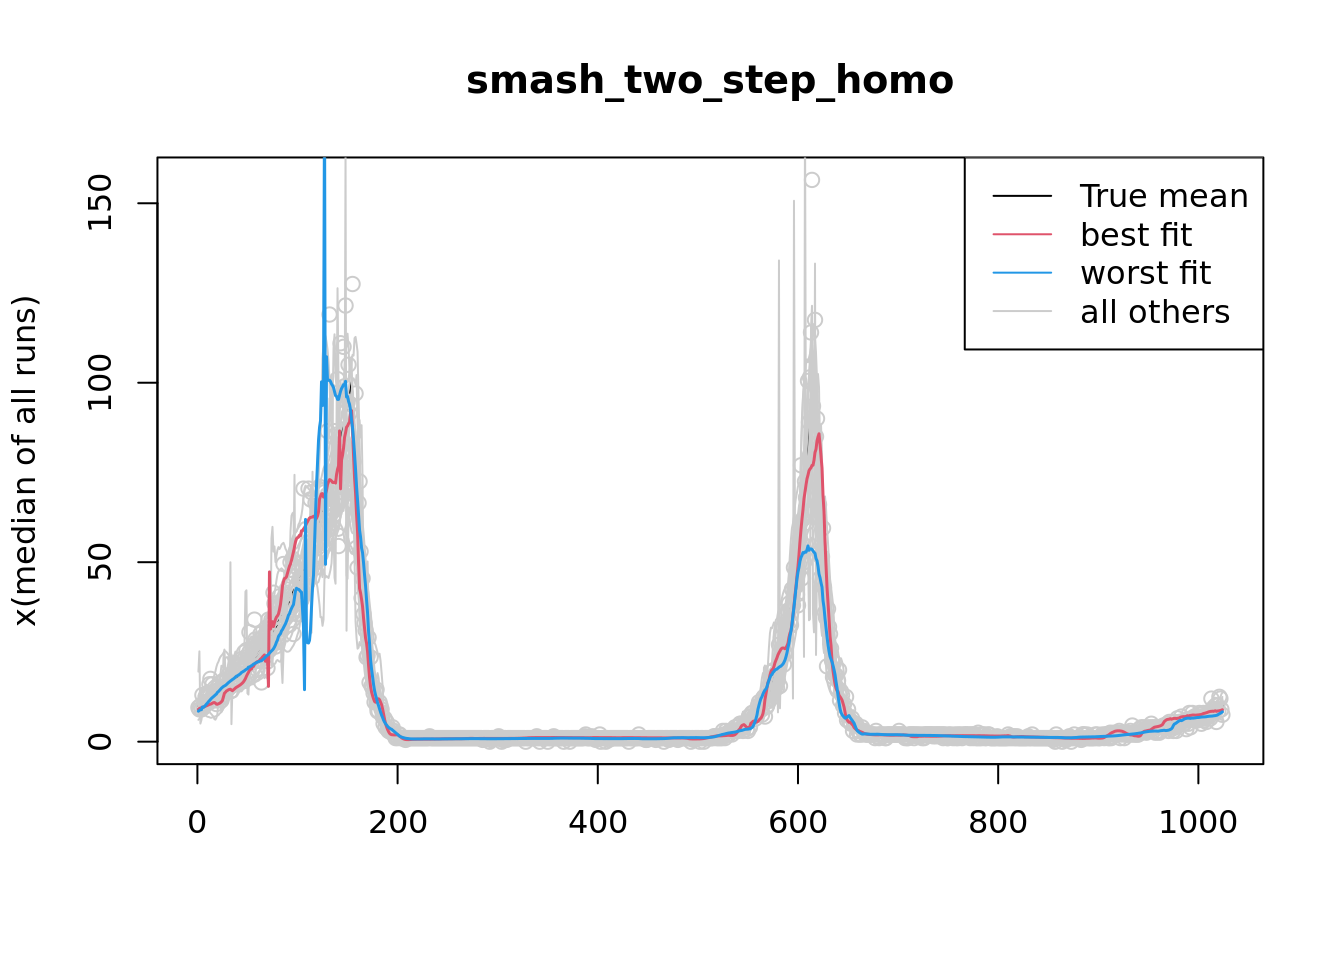 smash_two_step_homo
True mean
best fit
worst fit
all others
x(median of all runs)
150
100
50
0
0 200 400 600 800 1000